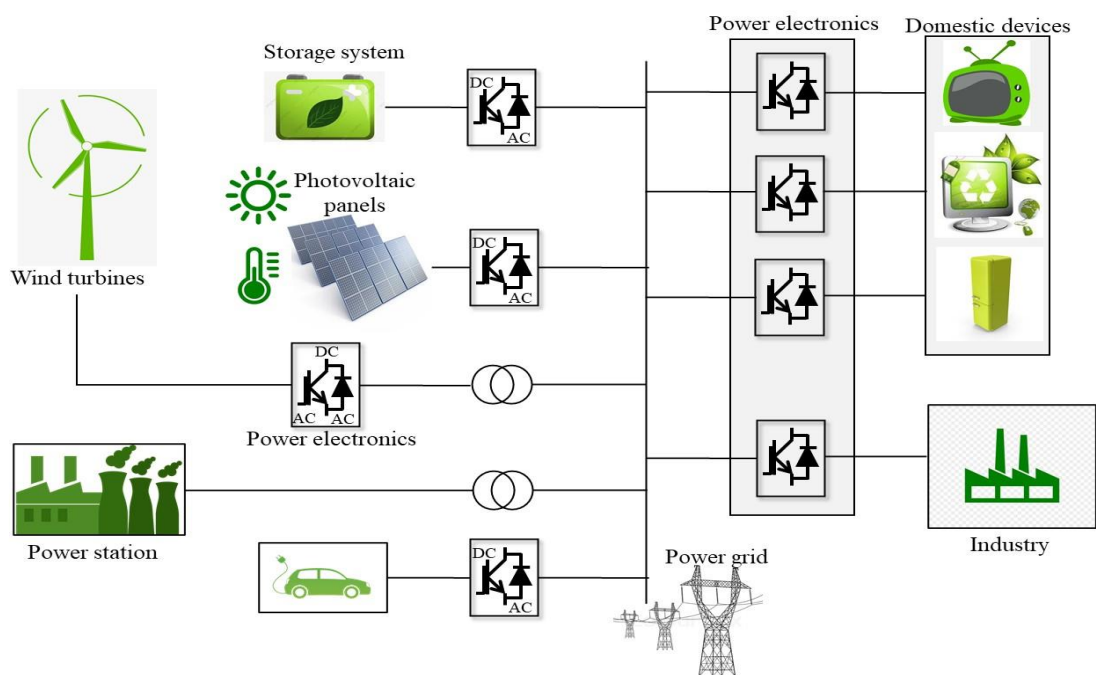 Power electronics
Domestic devices
Storage system
DC
AC
Photovoltaic
panels
DC
AC
Wind turbines
DC
AC
AC
Power electronics
Power station
DC
AC
Power grid
Industry